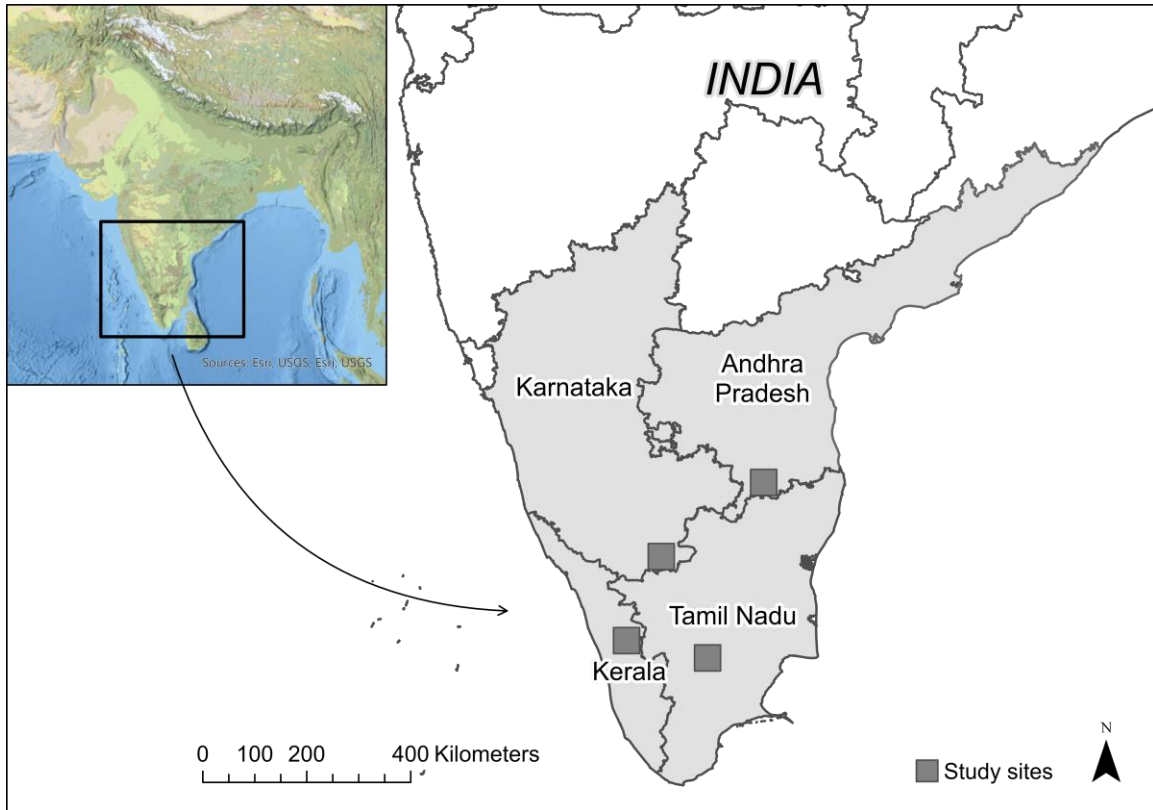 INDIA
Sources: Esri, USGS, Esri, USGS
Karnataka
Andhra
Pradesh
Tamil Nadu
Kerala
0 100 200 400 Kilometers
N
Study sites